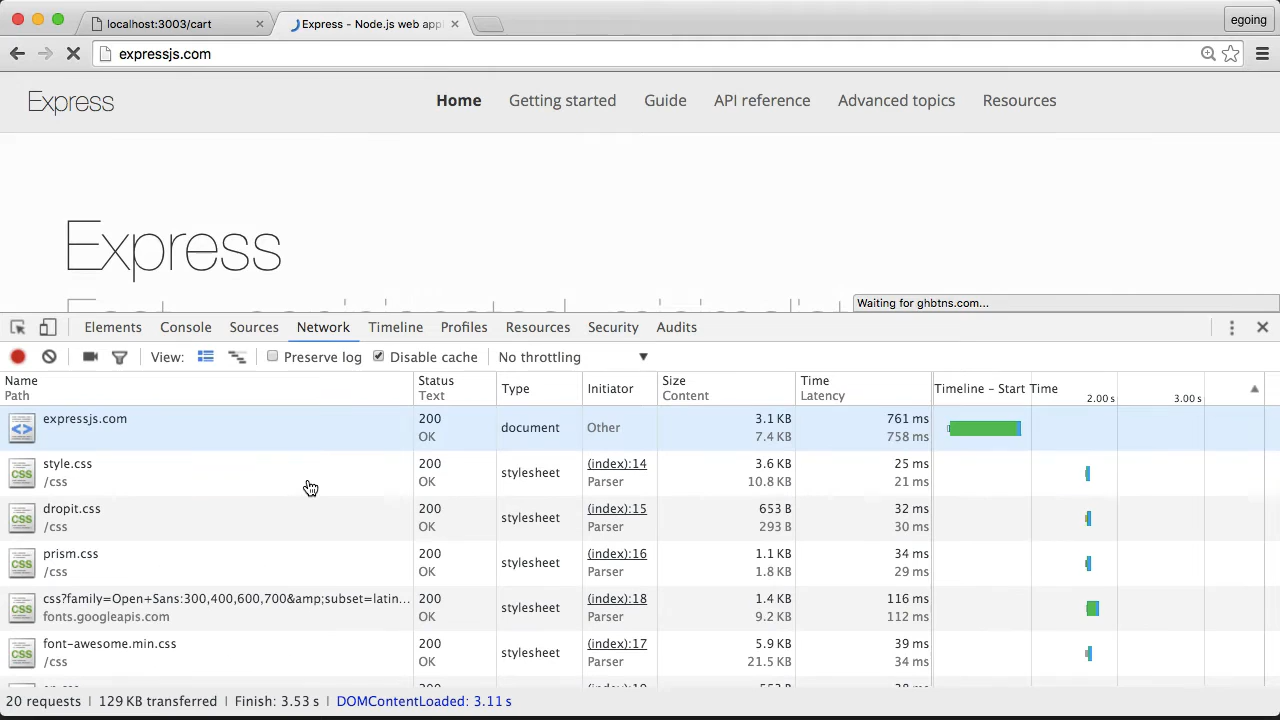 localhost:3003/cart
Express - Node.js web app
egoing
expressjs.com
Express
Home Getting started Guide API reference Advanced topics Resources
Express
Waiting for ghbtns.com...
Elements Console Sources Network Timeline Profiles Resources Security Audits
View: Preserve log Disable cache No throttling
Name Status Type Initiator Size Time Timeline – Start Time
Path Text Content Latency 2.00 s 3.00 s
expressjs.com 200 document Other 3.1 KB 761 ms
OK 7.4 KB 758 ms
style.css 200 stylesheet (index):14 3.6 KB 25 ms
/css OK Parser 10.8 KB 21 ms
dropit.css 200 stylesheet (index):15 653 B 32 ms
/css OK Parser 293 B 30 ms
prism.css 200 stylesheet (index):16 1.1 KB 34 ms
/css OK Parser 1.8 KB 29 ms
css?family=Open+Sans:300,400,600,700&amp;subset=latin... 200 stylesheet (index):18 1.4 KB 116 ms
fonts.googleapis.com OK Parser 9.2 KB 112 ms
font-awesome.min.css 200 stylesheet (index):17 5.9 KB 39 ms
/css OK Parser 21.5 KB 34 ms
20 requests | 129 KB transferred | Finish: 3.53 s | DOMContentLoaded: 3.11 s